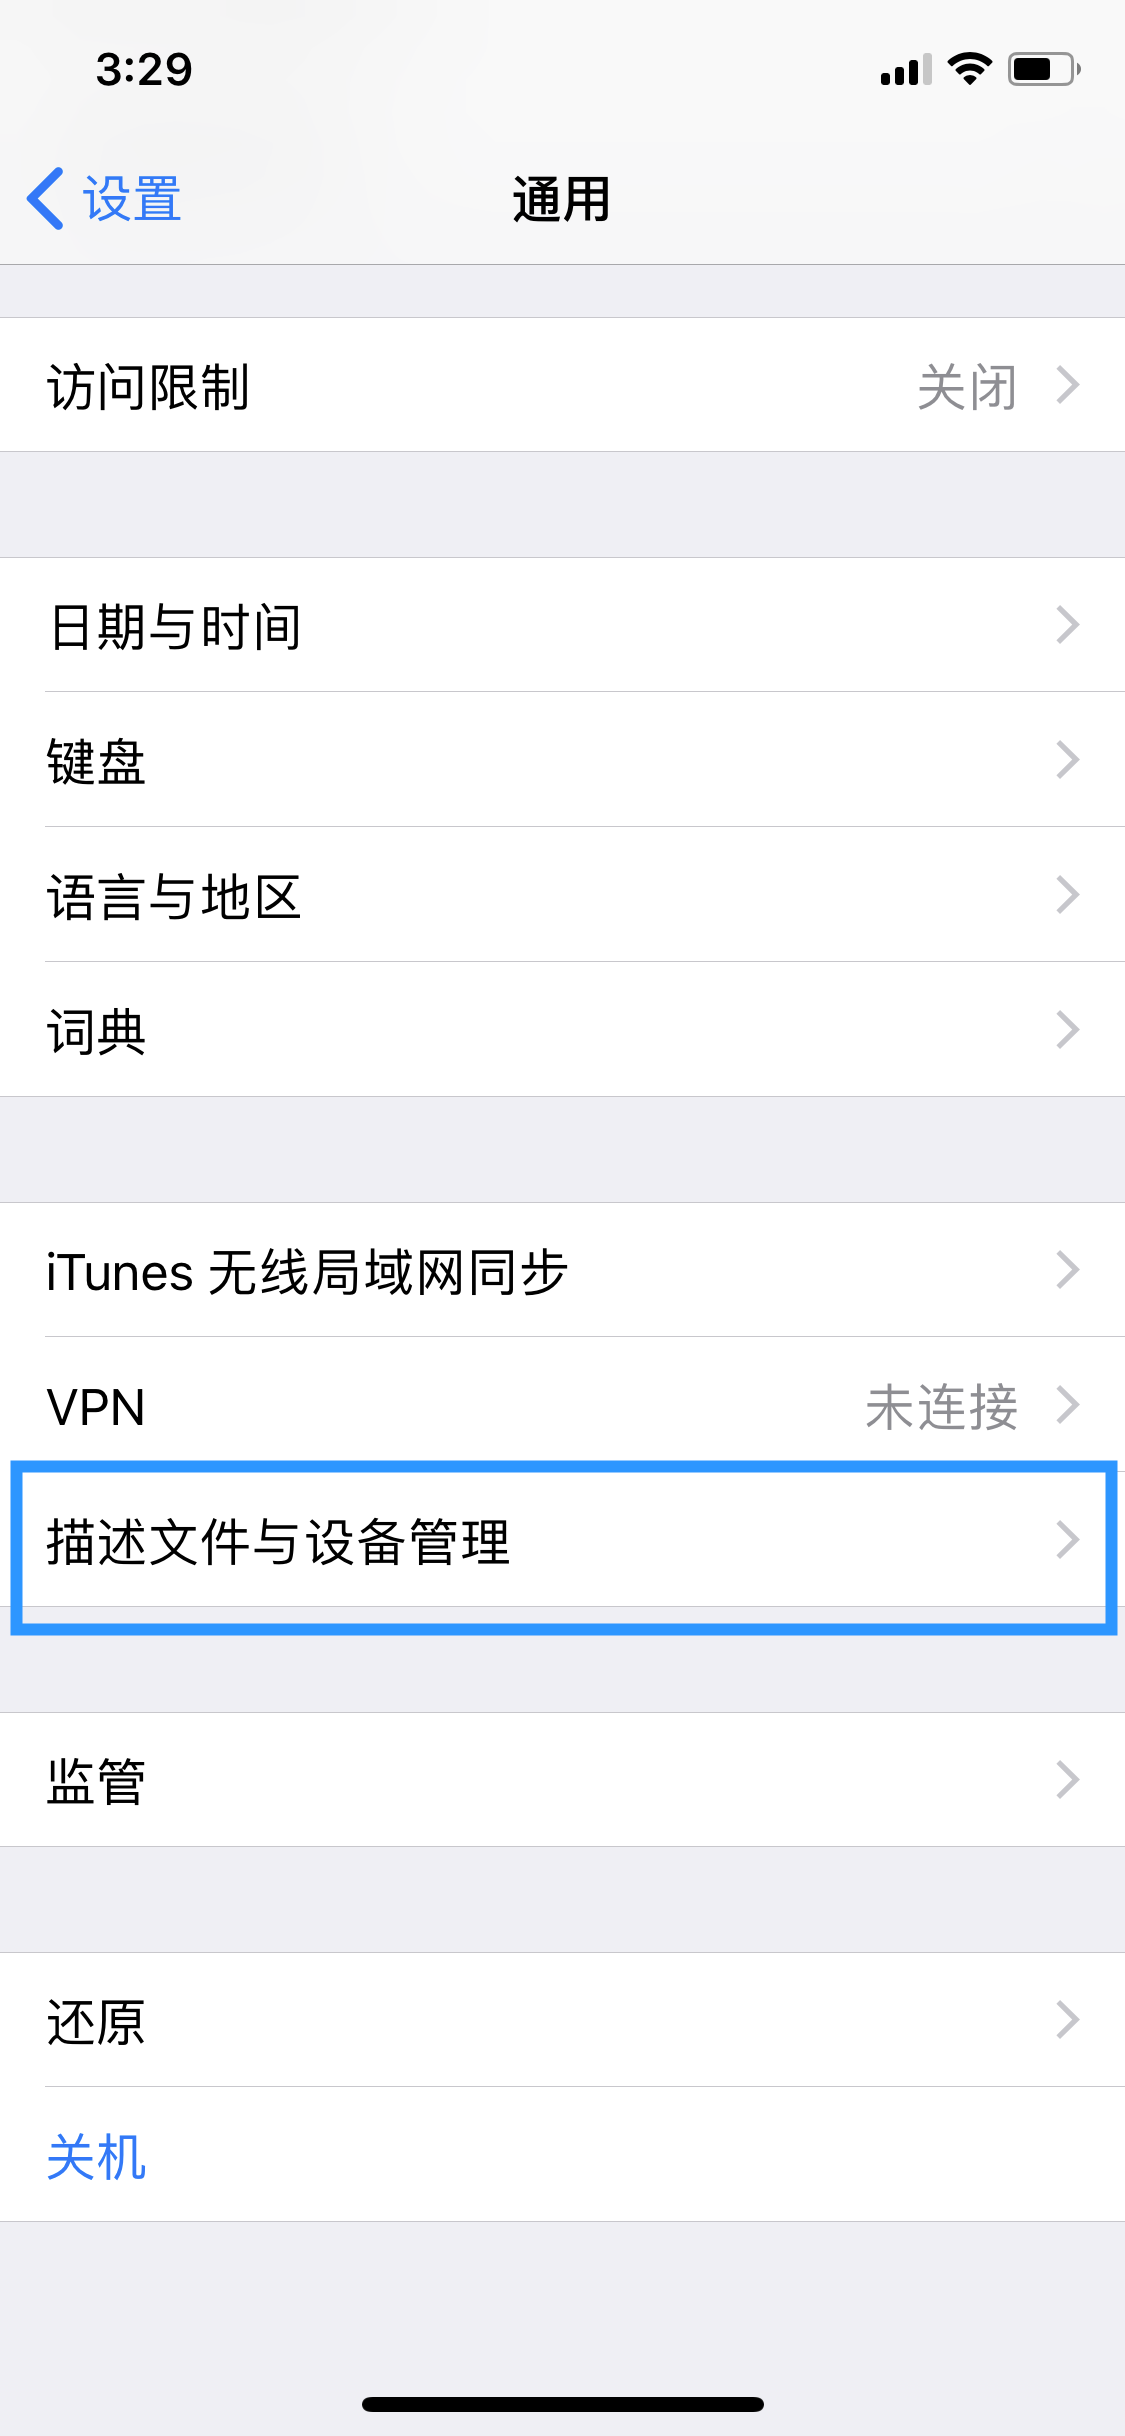 3:29
设置
通用
访问限制 关闭
日期与时间
键盘
语言与地区
词典
iTunes 无线局域网同步
VPN 未连接
描述文件与设备管理
监管
还原
关机